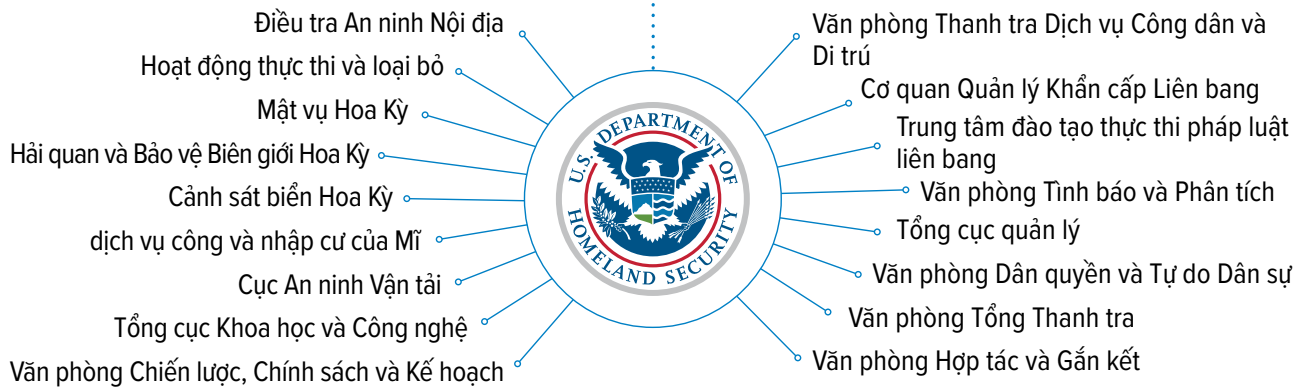 Điều tra An ninh Nội địa
Hoạt động thực thi và loại bỏ
Mật vụ Hoa Kỳ
Hải quan và Bảo vệ Biên giới Hoa Kỳ
Cảnh sát biển Hoa Kỳ
dịch vụ công và nhập cư của Mĩ
Cục An ninh Vận tải
Tổng cục Khoa học và Công nghệ
Văn phòng Chiến lược, Chính sách và Kế hoạch
U.S. DEPARTMENT OF
HOMELAND SECURITY
Văn phòng Thanh tra Dịch vụ Công dân và
Di trú
Cơ quan Quản lý Khẩn cấp Liên bang
Trung tâm đào tạo thực thi pháp luật
liên bang
Văn phòng Tình báo và Phân tích
Tổng cục quản lý
Văn phòng Dân quyền và Tự do Dân sự
Văn phòng Tổng Thanh tra
Văn phòng Hợp tác và Gắn kết